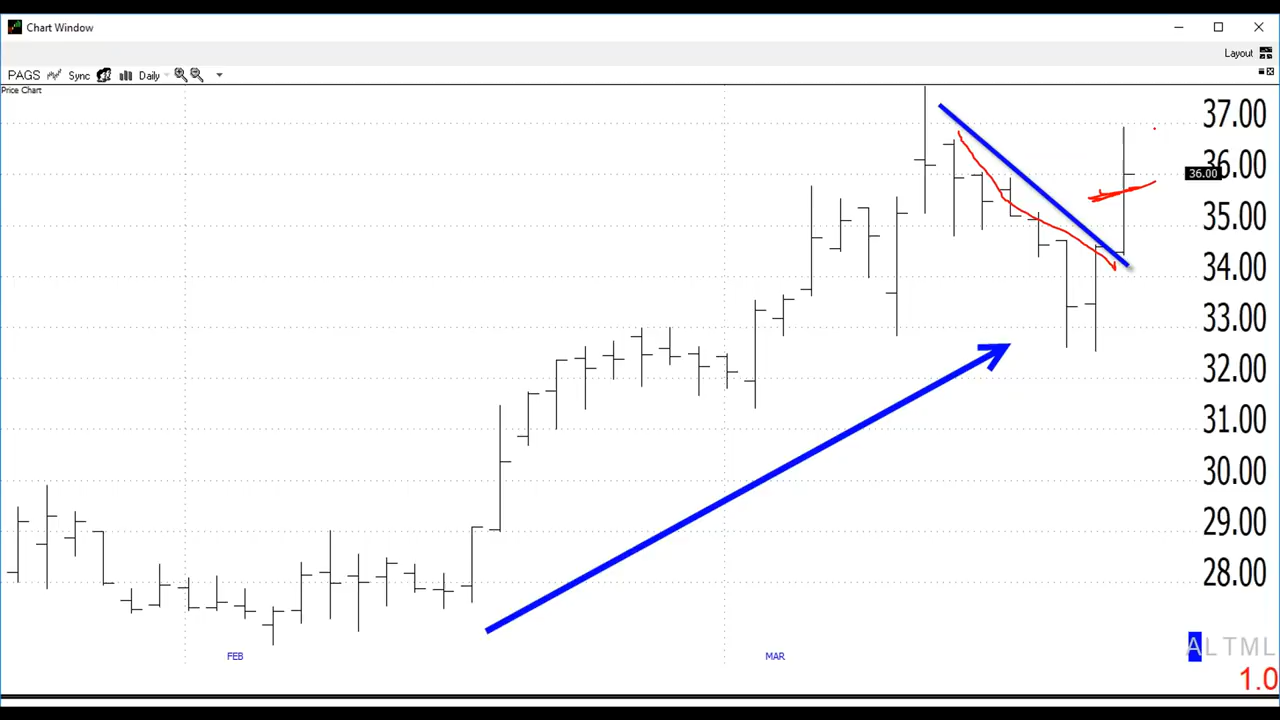 Chart Window
Layout
PAGS Sync Daily
Price Chart
37.00
36.00
36.00
35.00
34.00
33.00
32.00
31.00
30.00
29.00
28.00
FEB MAR
ALTML
1.0